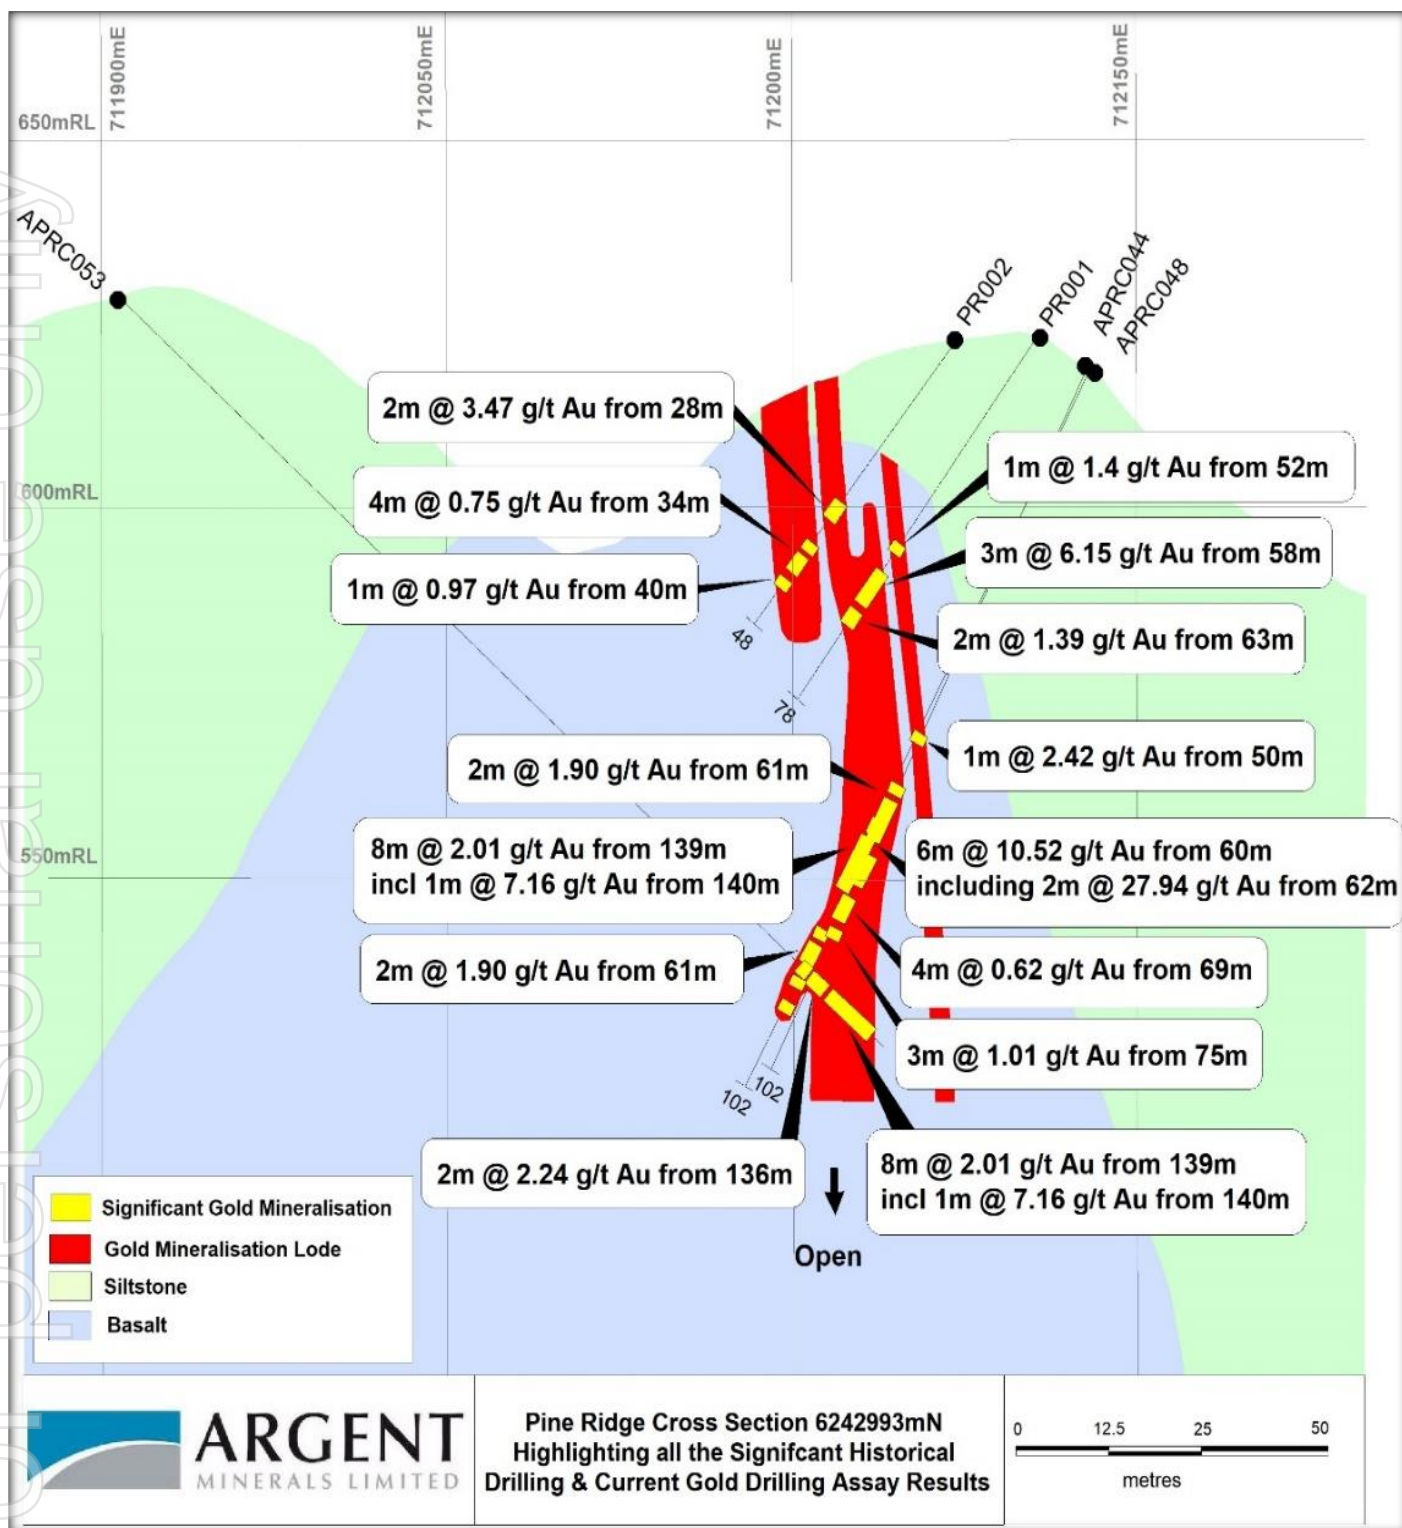 711900mE
712050mE
711200mE
712150mE
650mRL
APRC053
PR002
PR001
APRC044
APRC048
2m @ 3.47 g/t Au from 28m
1m @ 1.4 g/t Au from 52m
4m @ 0.75 g/t Au from 34m
600mRL
3m @ 6.15 g/t Au from 58m
1m @ 0.97 g/t Au from 40m
48
2m @ 1.39 g/t Au from 63m
78
2m @ 1.90 g/t Au from 61m
1m @ 2.42 g/t Au from 50m
550mRL
8m @ 2.01 g/t Au from 139m
incl 1m @ 7.16 g/t Au from 140m
6m @ 10.52 g/t Au from 60m
including 2m @ 27.94 g/t Au from 62m
2m @ 1.90 g/t Au from 61m
4m @ 0.62 g/t Au from 69m
3m @ 1.01 g/t Au from 75m
102
102
2m @ 2.24 g/t Au from 136m
8m @ 2.01 g/t Au from 139m
incl 1m @ 7.16 g/t Au from 140m
Open
Significant Gold Mineralisation
Gold Mineralisation Lode
Siltstone
Basalt
ARGENT
MINERALS LIMITED
Pine Ridge Cross Section 6242993mN
Highlighting all the Signifcant Historical
Drilling & Current Gold Drilling Assay Results
0 12.5 25 50
metres
For personal use only